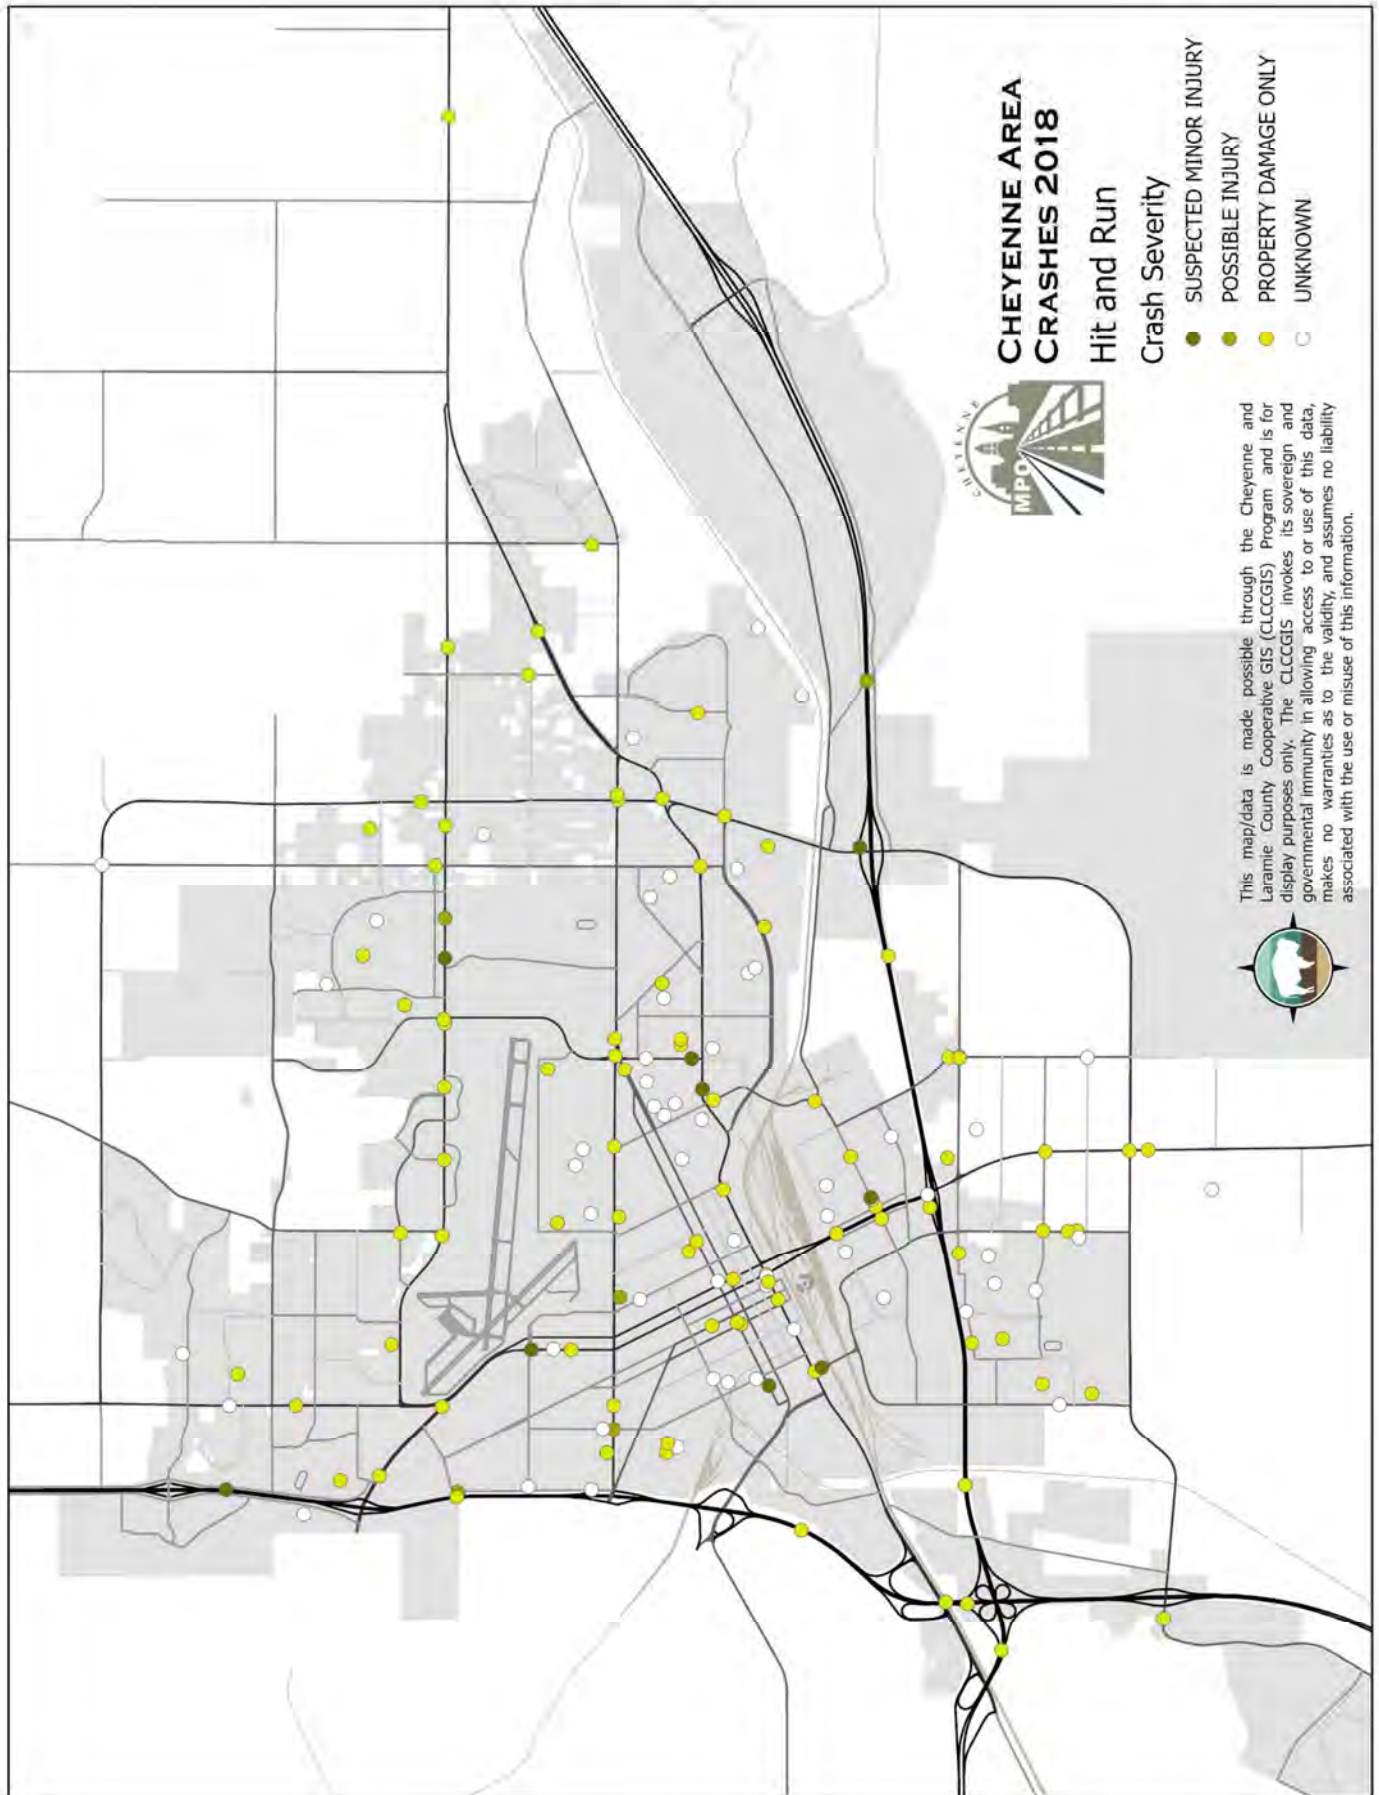 CHEYENNE AREA
CRASHES 2018
Hit and Run
Crash Severity
SUSPECTED MINOR INJURY
POSSIBLE INJURY
PROPERTY DAMAGE ONLY
UNKNOWN
CHEYENNE
MPO
This map/data is made possible through the Cheyenne and
Laramie County Cooperative GIS (CLCCGIS) Program and is for
display purposes only. The CLCCGIS invokes its sovereign and
governmental immunity in allowing access to or use of this data,
makes no warranties as to the validity, and assumes no liability
associated with the use or misuse of this information.